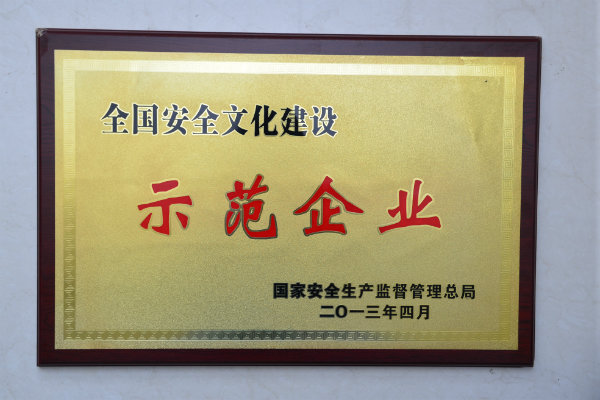 全国安全文化建设
示范企业
国家安全生产监督管理总局
二〇一三年四月